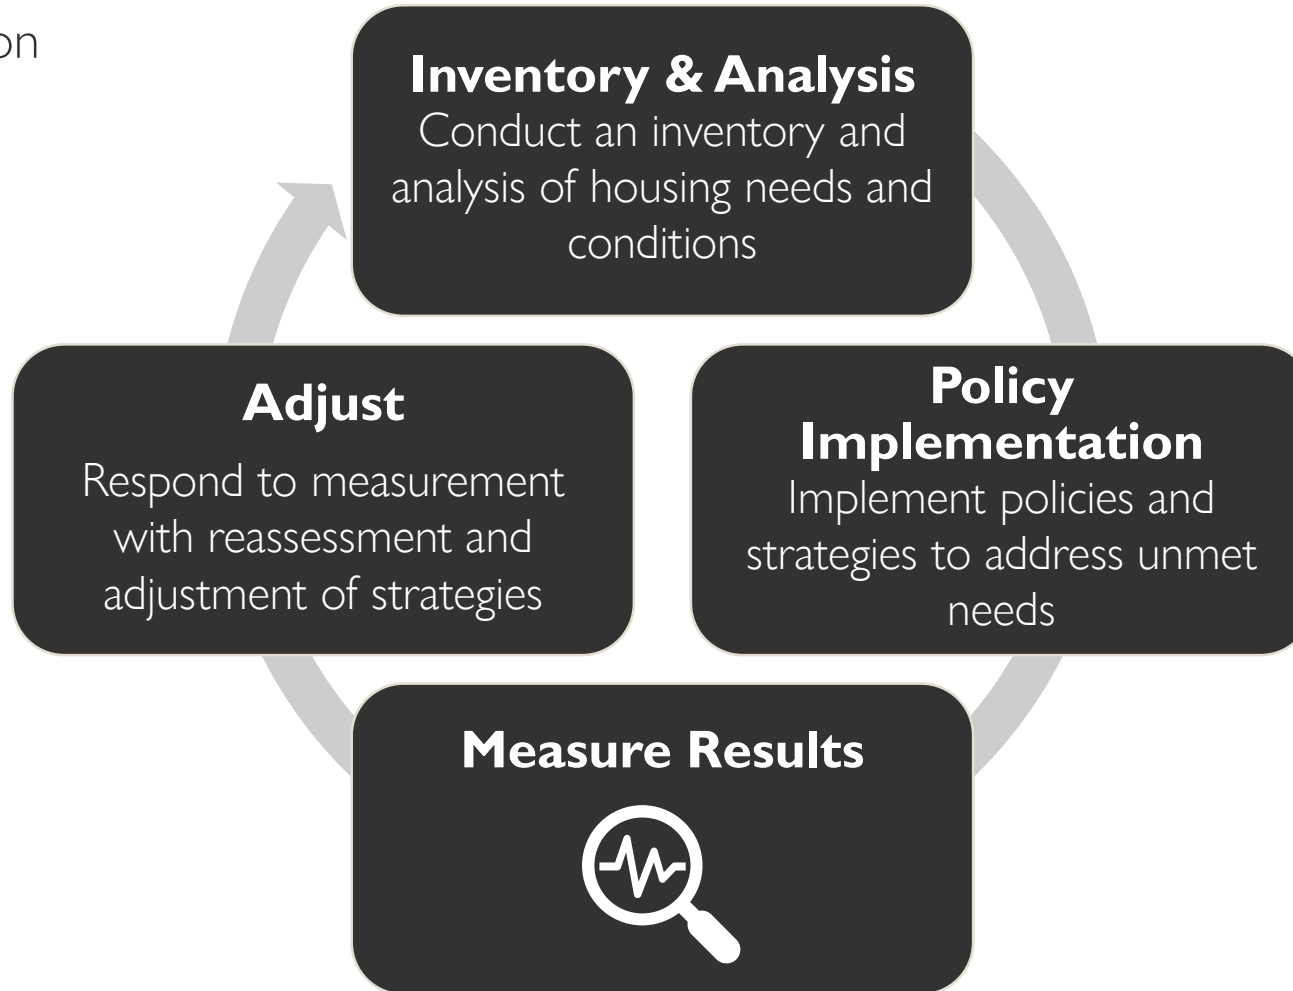 on
Inventory & Analysis
Conduct an inventory and
analysis of housing needs and
conditions
Policy
Implementation
Implement policies and
strategies to address unmet
needs
Measure Results
Adjust
Respond to measurement
with reassessment and
adjustment of strategies